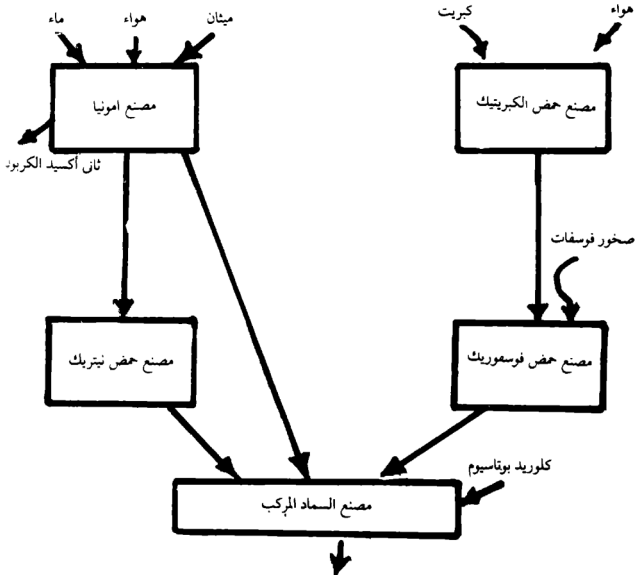 هواء
كبريت
ميثان
هواء
ماء
مصنع حمض الكبريتيك
مصنع امونيا
ثانى أكسيد الكربود
صخور فوسفات
مصنع حمض فوسفوريك
مصنع حمض نيتريك
كلوريد بوتاسيوم
مصنع السماد المركب